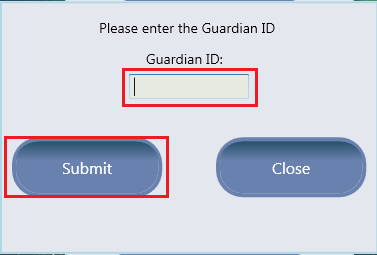 Please enter the Guardian ID
Guardian ID:
Submit
Close